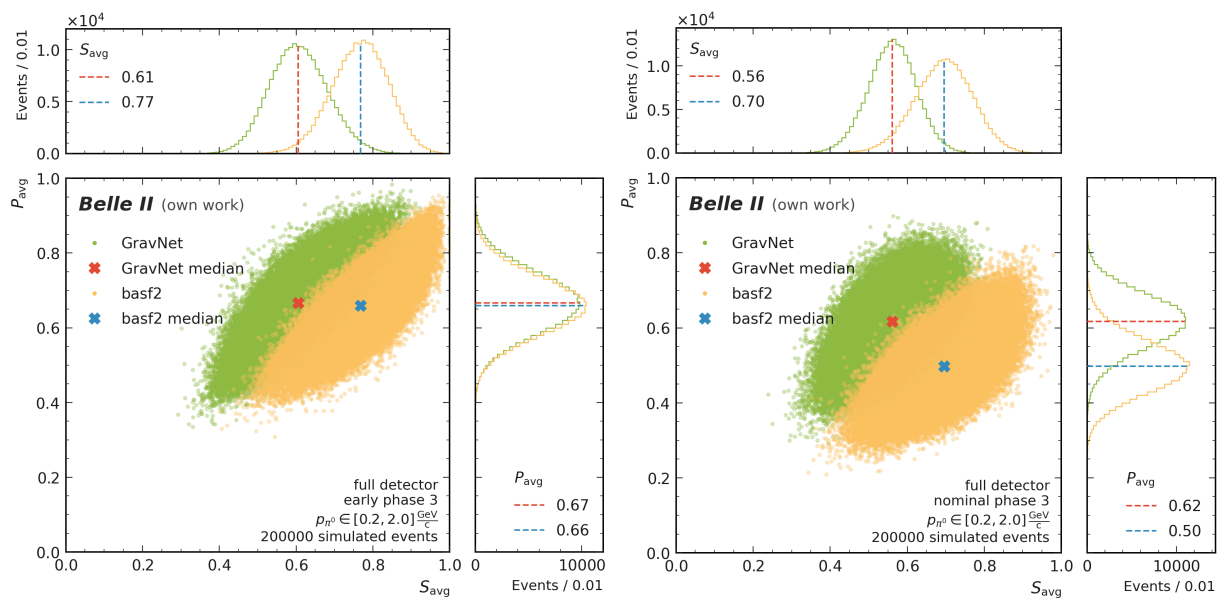 ×10⁴
Events / 0.01
1.0
0.5
0.0
S_avg
0.61
0.77
P_avg
1.0
0.8
0.6
0.4
0.2
0.0
Belle II (own work)
GravNet
GravNet median
basf2
basf2 median
full detector
early phase 3
p_π⁰ ∈ [0.2, 2.0] GeV/c
200000 simulated events
0.0 0.2 0.4 0.6 0.8 1.0
S_avg
P_avg
0.67
0.66
0 10000
Events / 0.01
×10⁴
Events / 0.01
1.0
0.5
0.0
S_avg
0.56
0.70
P_avg
1.0
0.8
0.6
0.4
0.2
0.0
Belle II (own work)
GravNet
GravNet median
basf2
basf2 median
full detector
nominal phase 3
p_π⁰ ∈ [0.2, 2.0] GeV/c
200000 simulated events
0.0 0.2 0.4 0.6 0.8 1.0
S_avg
P_avg
0.62
0.50
0 10000
Events / 0.01